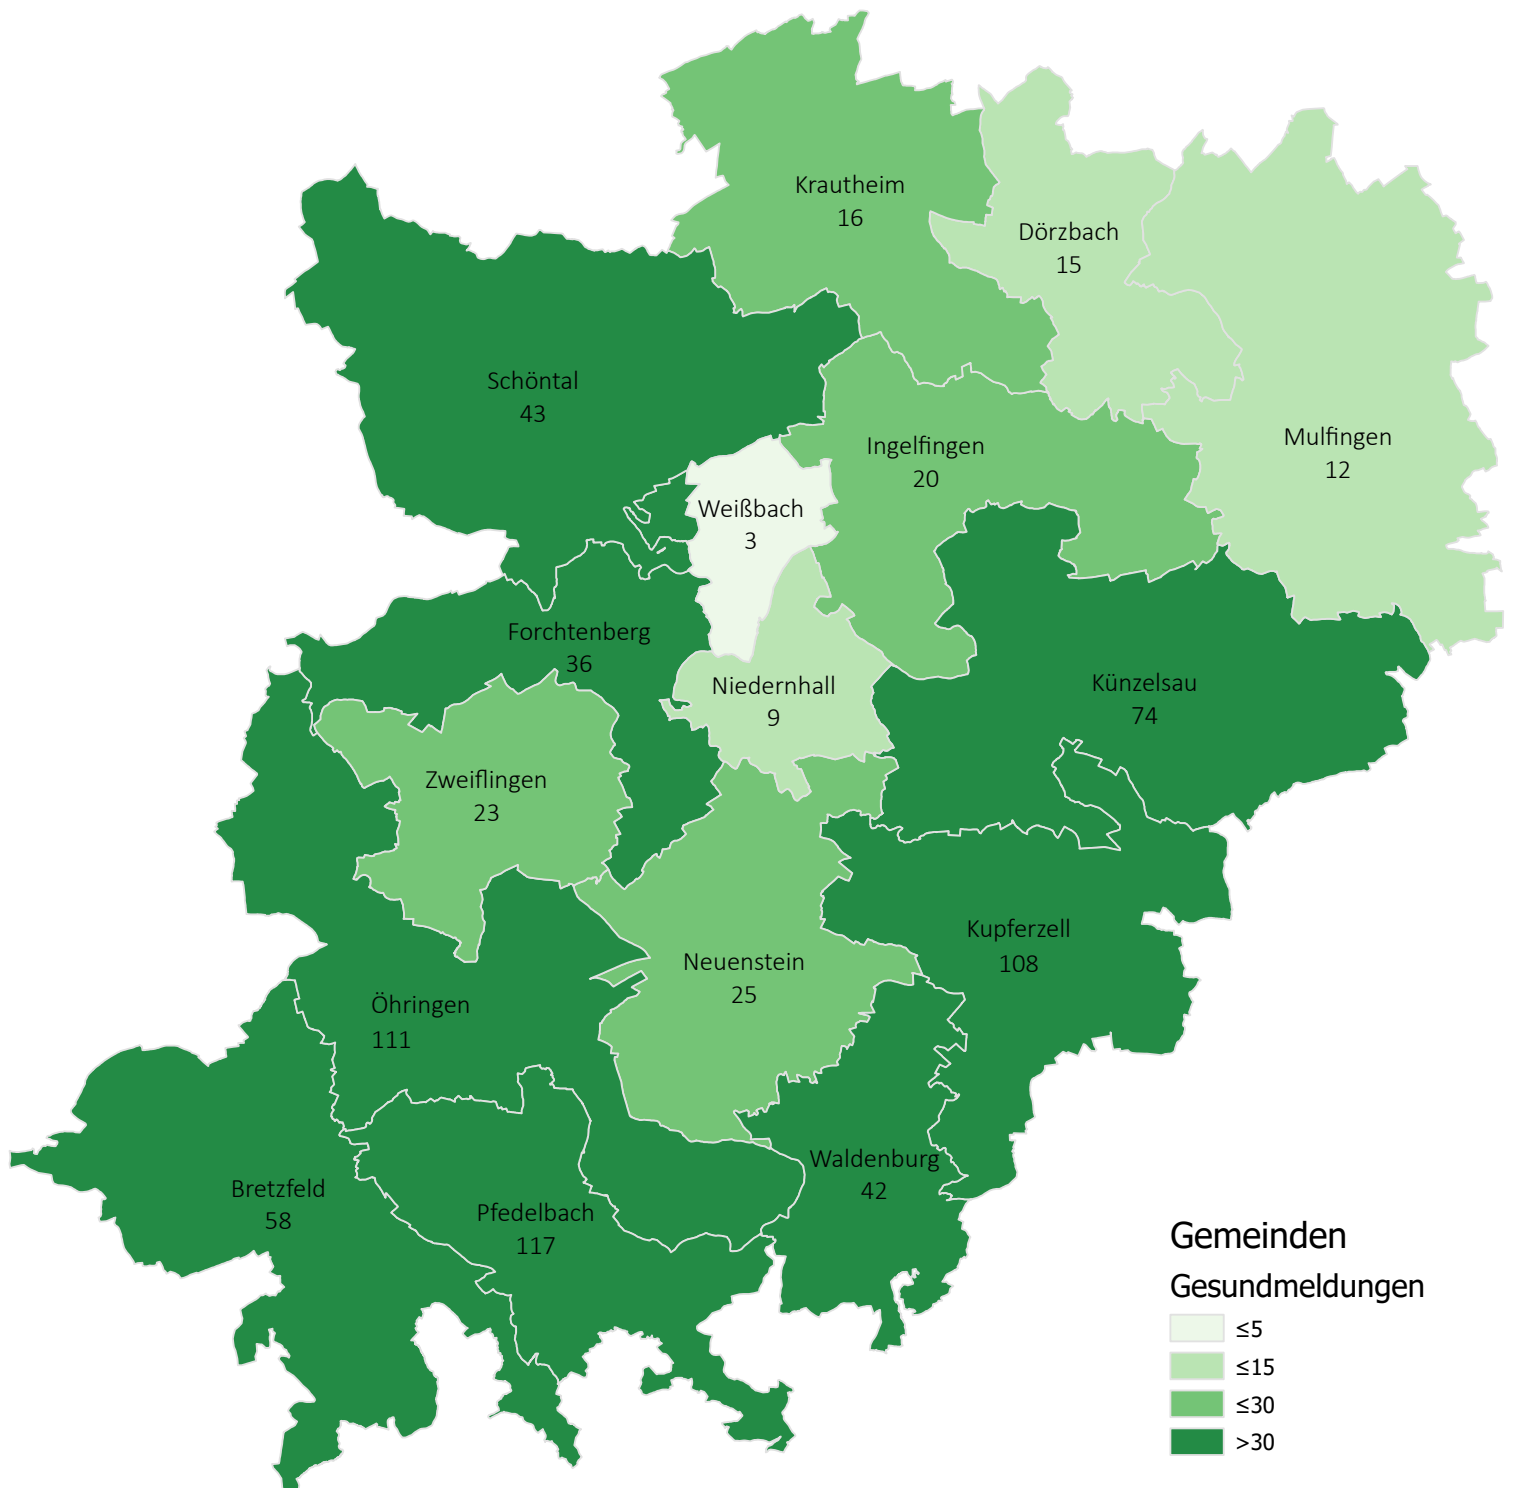 Krautheim
16
Dörzbach
15
Schöntal
43
Ingelfingen
20
Mulfingen
12
Weißbach
3
Forchtenberg
36
Niedernhall
9
Künzelsau
74
Zweiflingen
23
Kupferzell
108
Neuenstein
25
Öhringen
111
Waldenburg
42
Bretzfeld
58
Pfedelbach
117
Gemeinden
Gesundmeldungen
≤5
≤15
≤30
>30